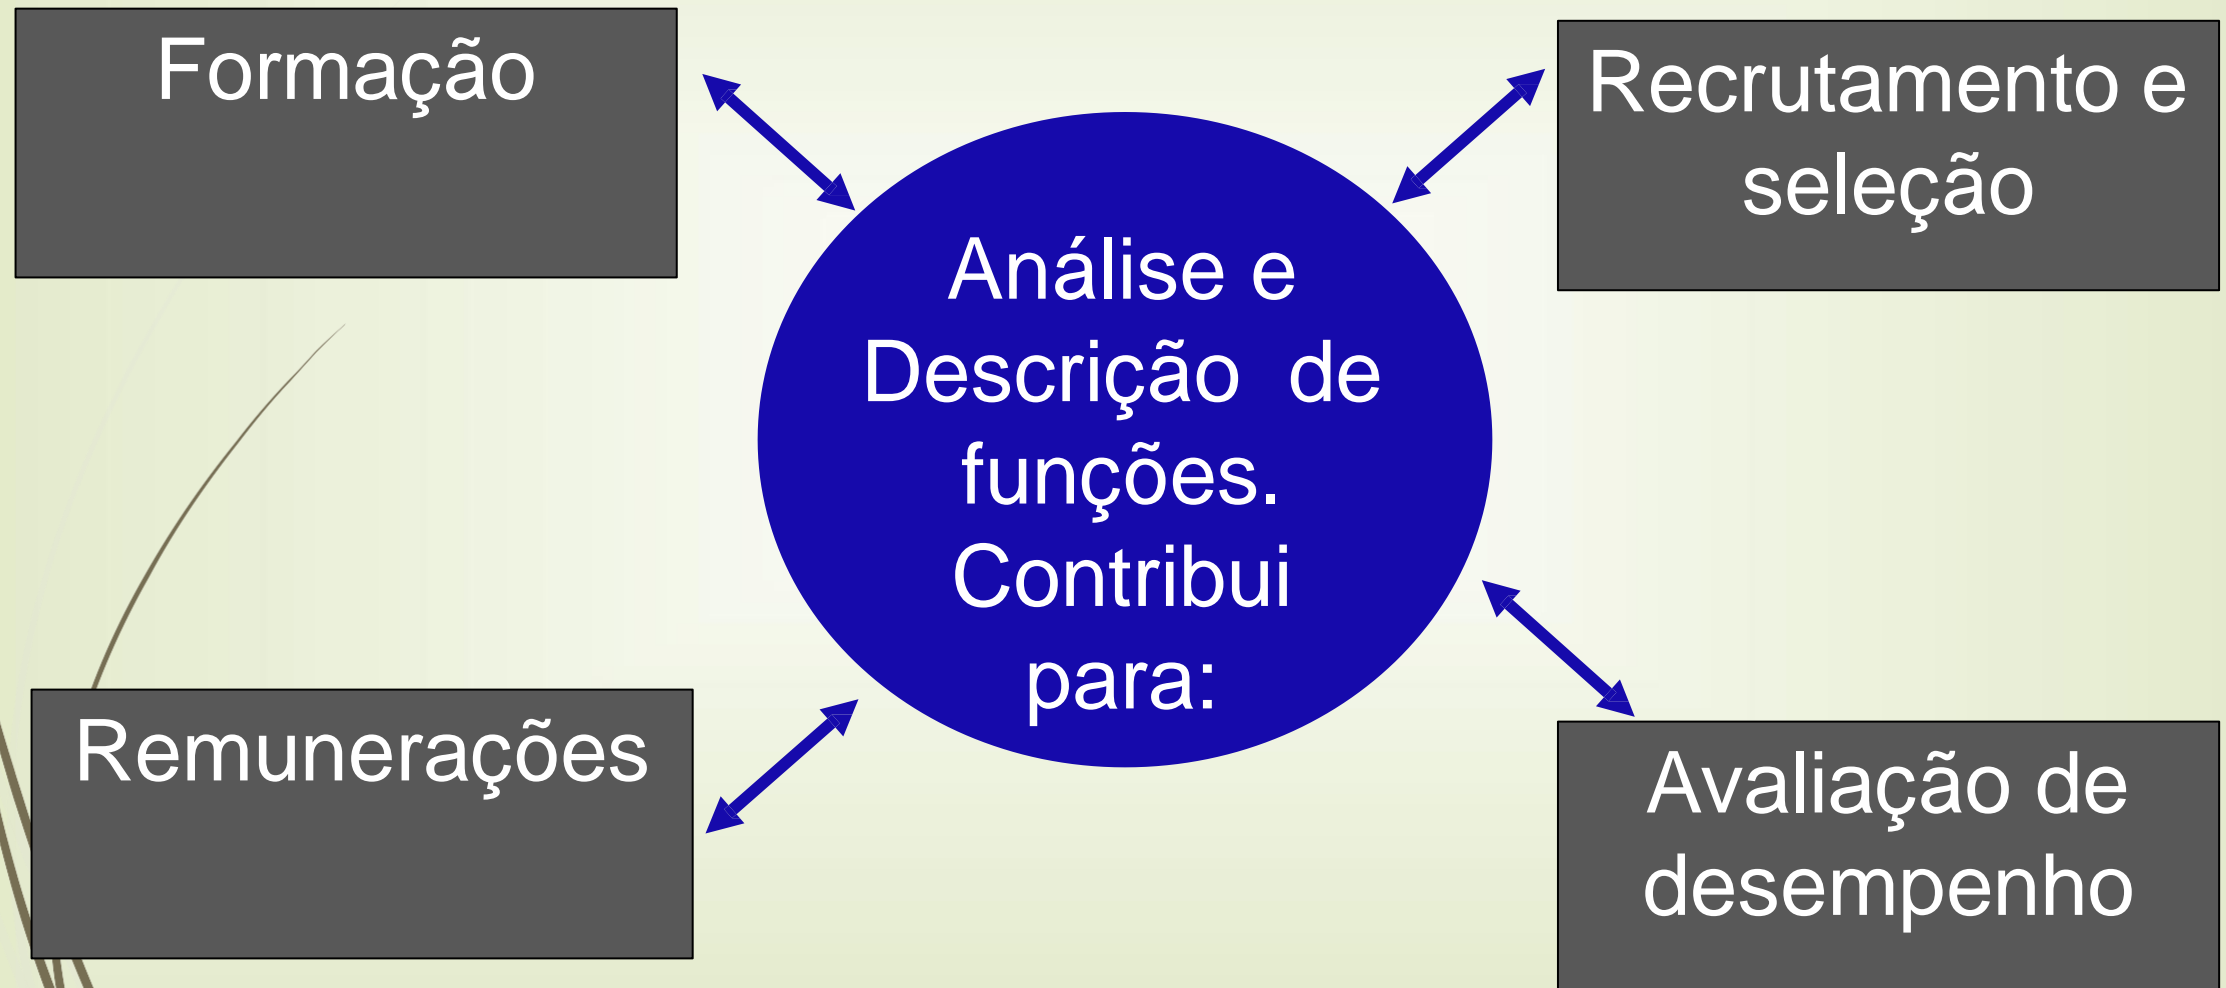 Formação
Recrutamento e
seleção
Análise e
Descrição  de
funções.
Contribui
para:
Remunerações
Avaliação de
desempenho